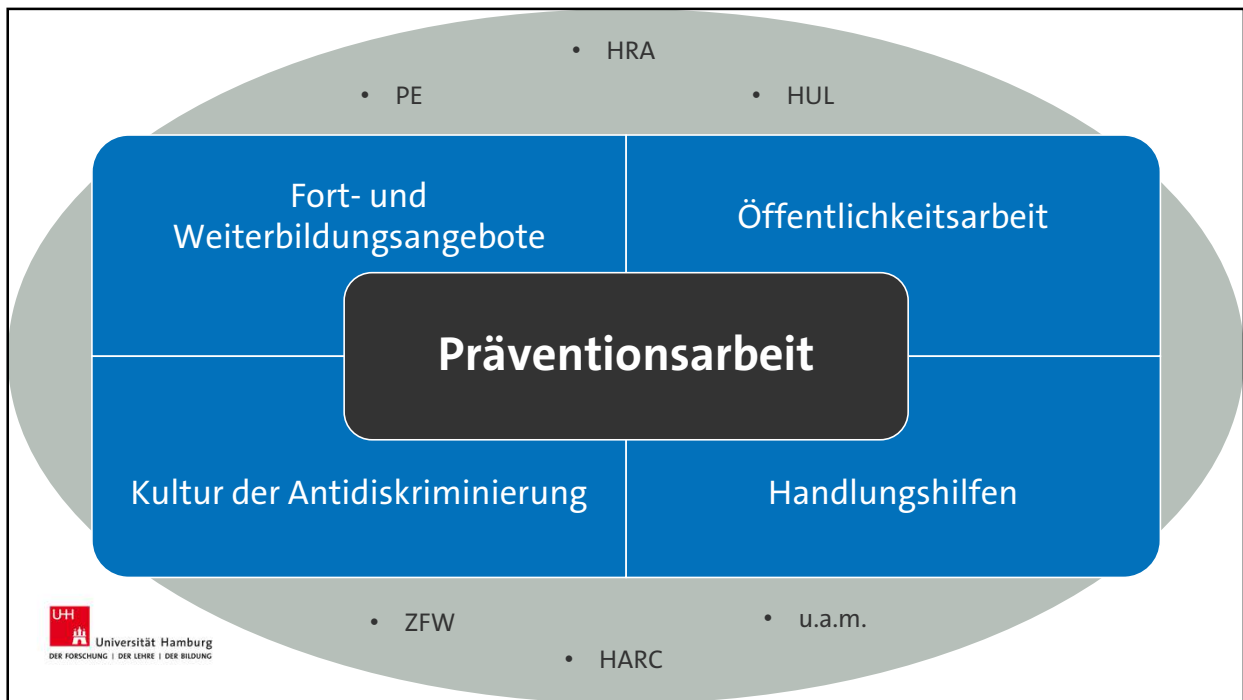 • HRA
• PE
• HUL
Fort- und
Weiterbildungsangebote
Öffentlichkeitsarbeit
Präventionsarbeit
Kultur der Antidiskriminierung
Handlungshilfen
• ZFW
• u.a.m.
• HARC
UH
Universität Hamburg
DER FORSCHUNG | DER LEHRE | DER BILDUNG